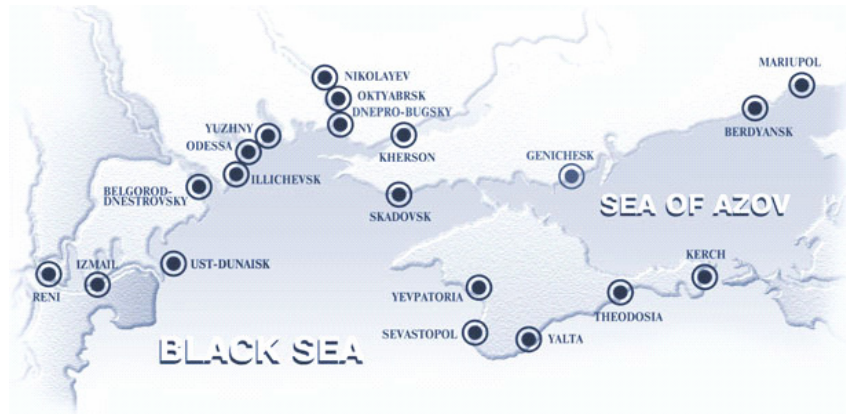 MARIUPOL
NIKOLAYEV
OKTYABRSK
DNEPRO-BUGSKY
BERDYANSK
YUZHNY
ODESSA
KHERSON
GENICHESK
ILLICHEVSK
BELGOROD-
DNESTROVSKY
SKADOVSK
SEA OF AZOV
IZMAIL
UST-DUNAISK
KERCH
RENI
YEVPATORIA
THEODOSIA
SEVASTOPOL
YALTA
BLACK SEA